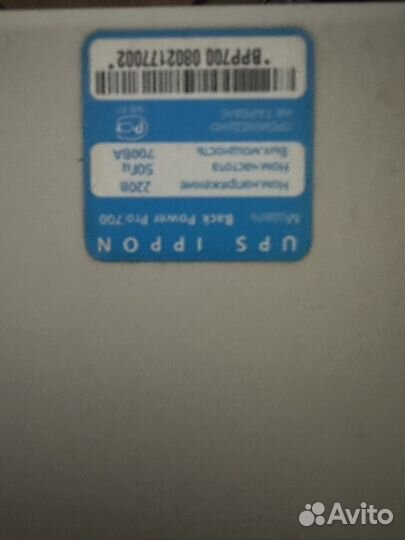 UPS IPPON
Модель: Back Power Pro 700
Ном.напряжение 220В
Ном.частота 50Гц
Вых.мощность 700ВА
ПРОИЗВЕДЕНО
НА ТАЙВАНЕ
*BPP700 0802177002*
Avito